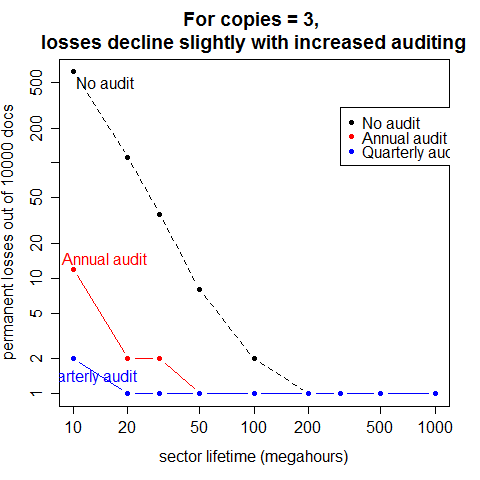 For copies = 3,
losses decline slightly with increased auditing
permanent losses out of 10000 docs
500
200
50
20
10
5
2
1
No audit
Annual audit
arterly audit
No audit
Annual audit
Quarterly aud
10
20
50
100
200
500
1000
sector lifetime (megahours)